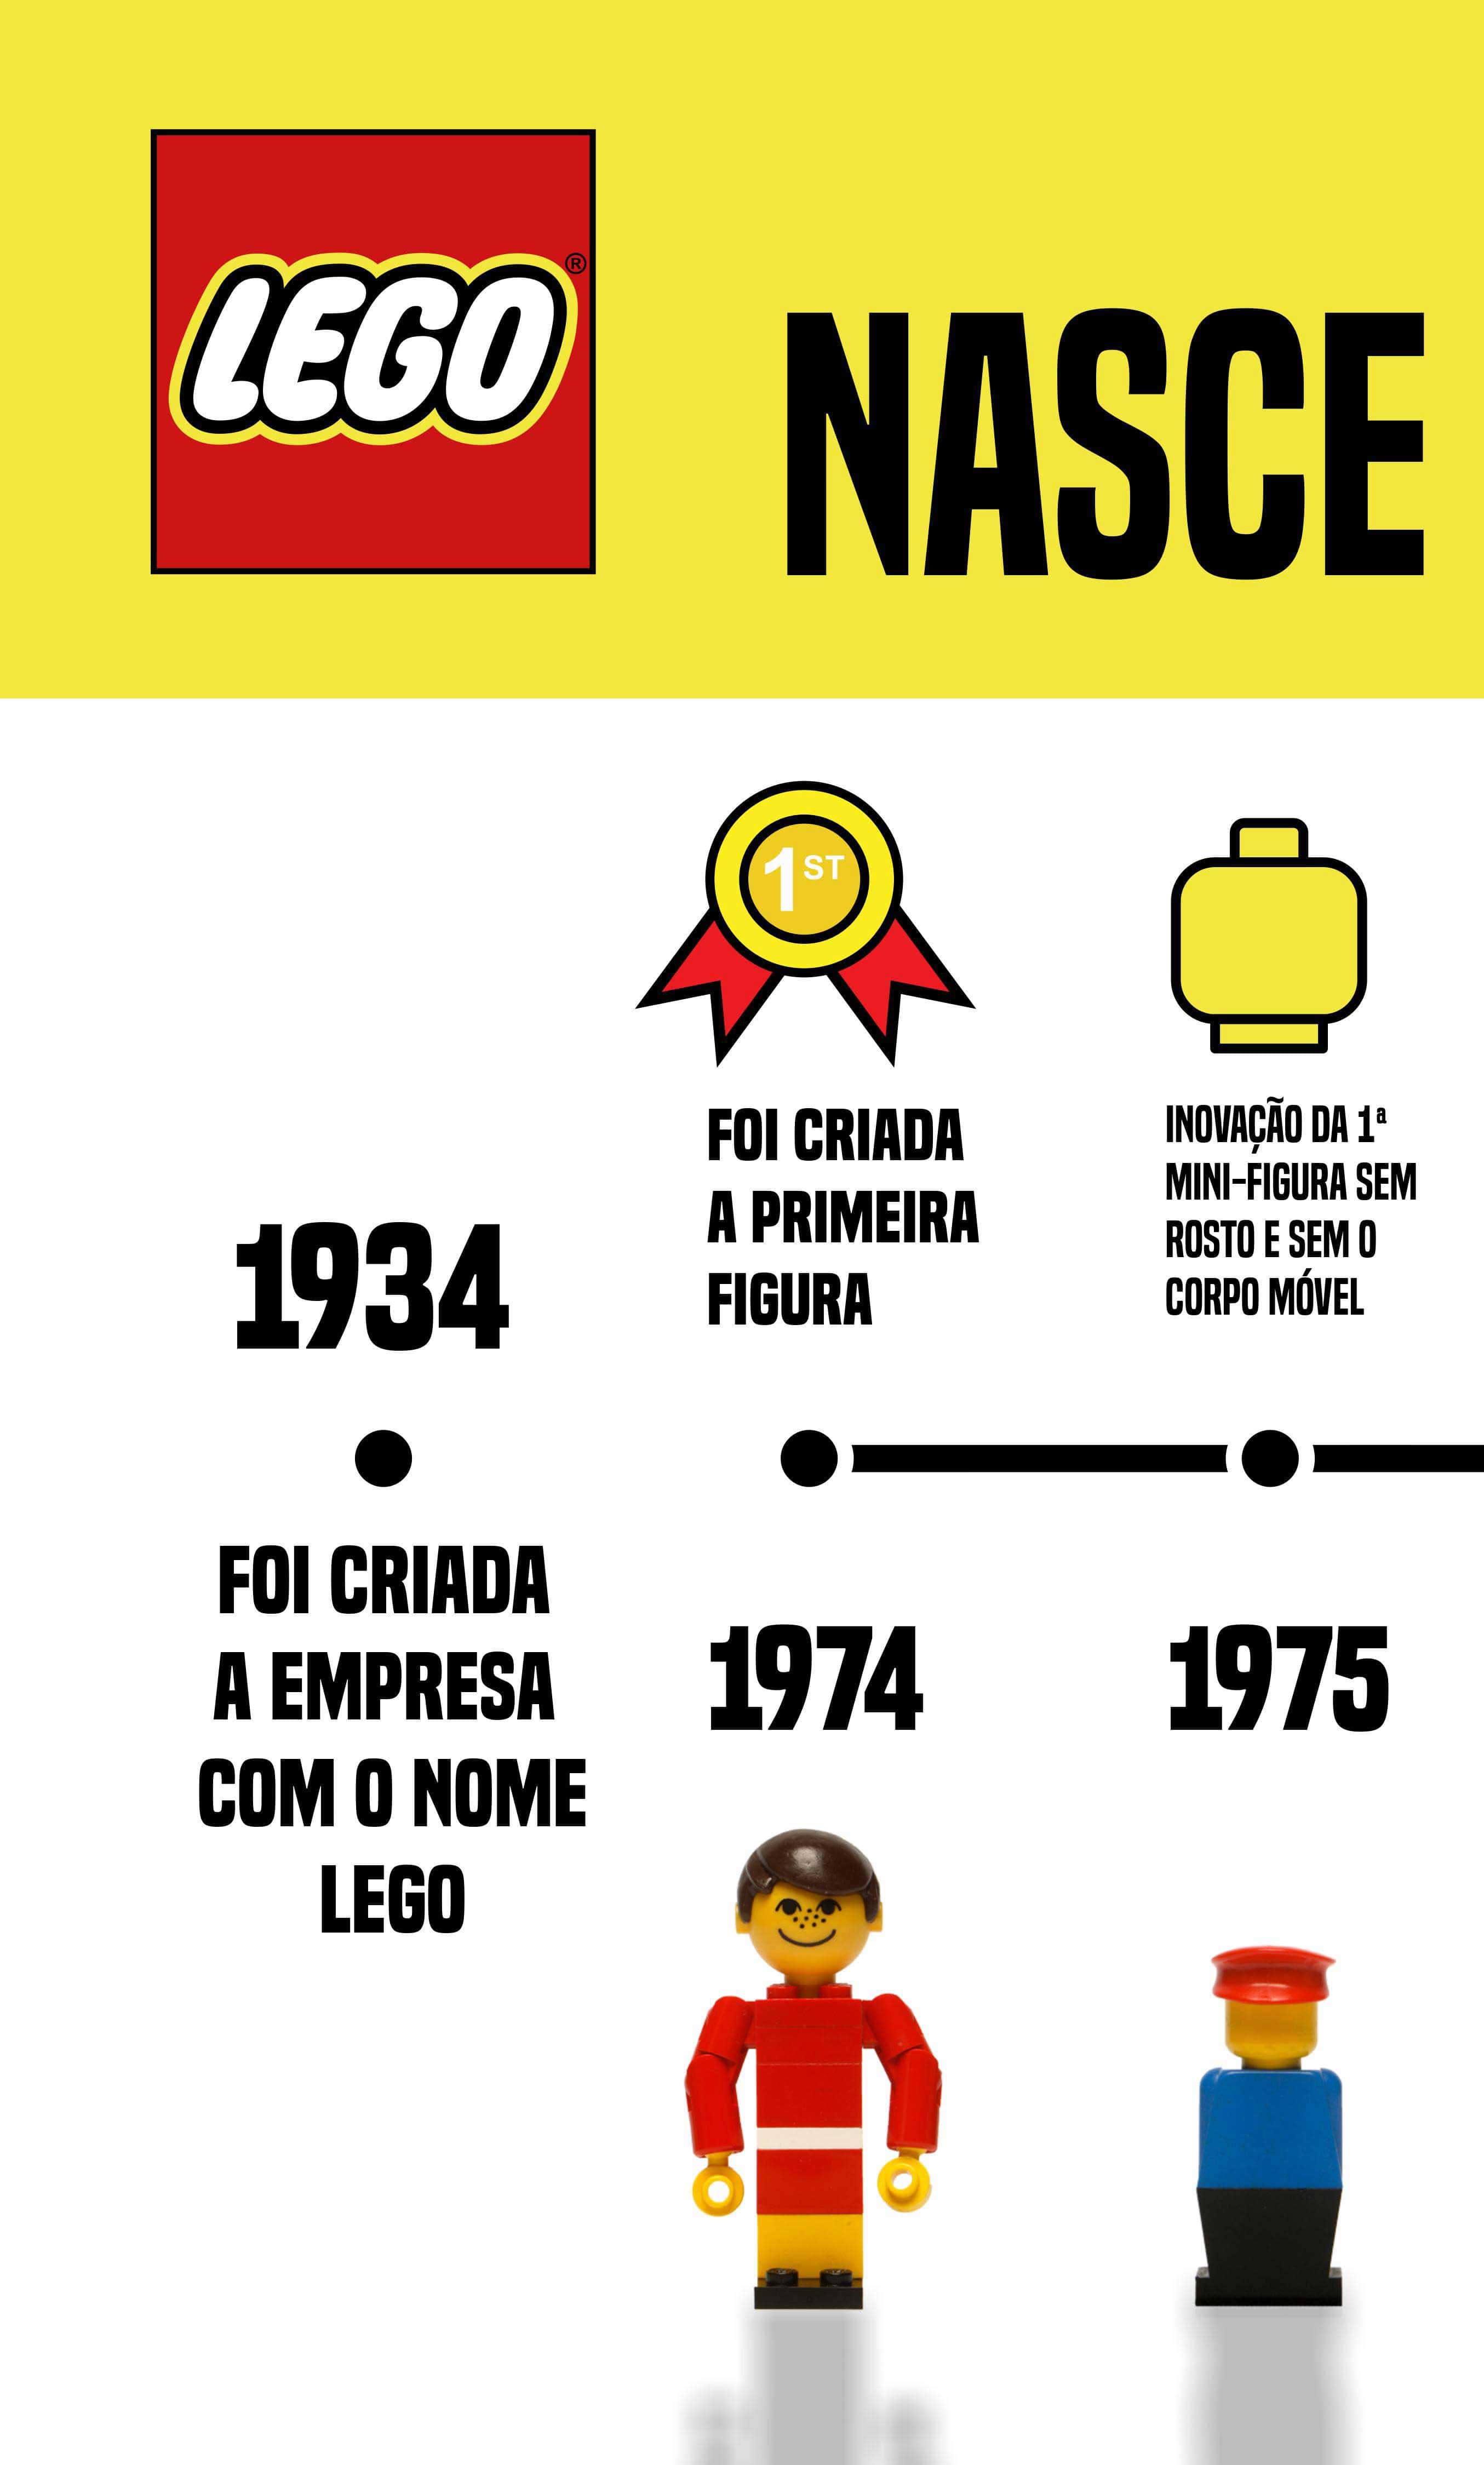 LEGO®
NASCE
1ST
FOI CRIADA
A PRIMEIRA
FIGURA
INOVAÇÃO DA 1ª
MINI-FIGURA SEM
ROSTO E SEM O
CORPO MÓVEL
1934
FOI CRIADA
A EMPRESA
COM O NOME
LEGO
1974
1975